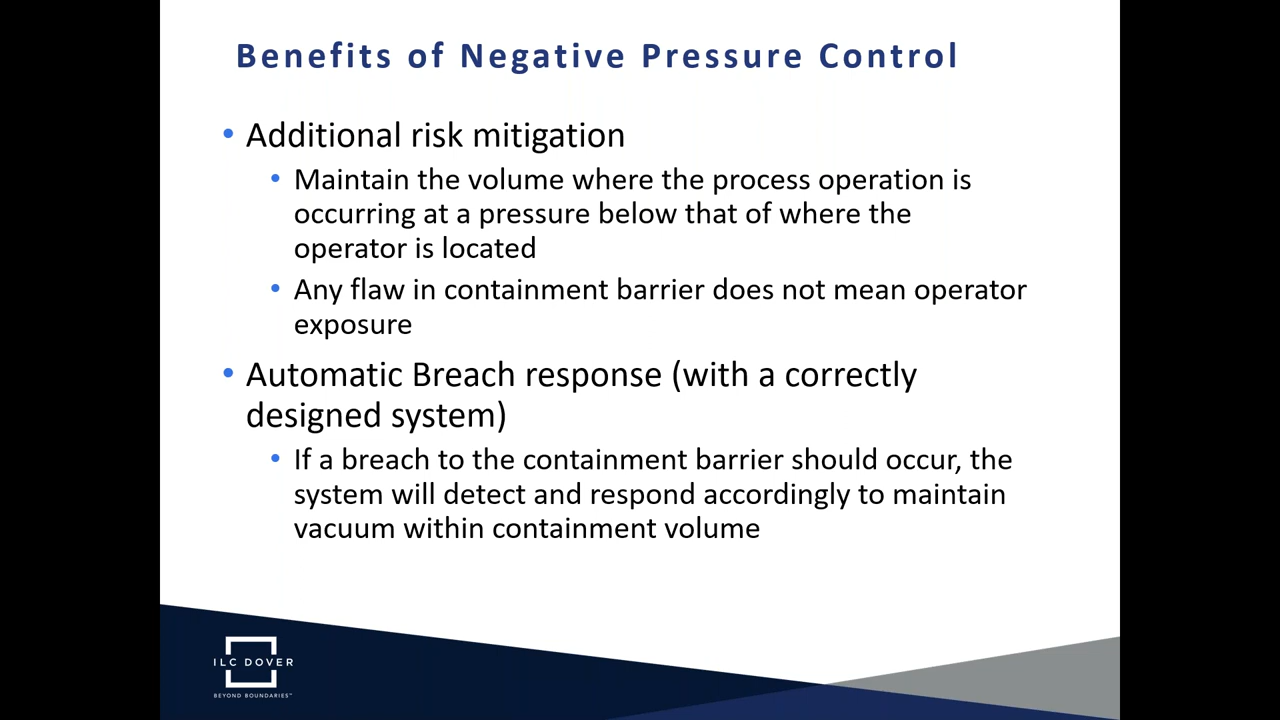 Benefits of Negative Pressure Control
• Additional risk mitigation
• Maintain the volume where the process operation is
occurring at a pressure below that of where the
operator is located
• Any flaw in containment barrier does not mean operator
exposure
• Automatic Breach response (with a correctly
designed system)
• If a breach to the containment barrier should occur, the
system will detect and respond accordingly to maintain
vacuum within containment volume
ILC DOVER
BEYOND BOUNDARIES™